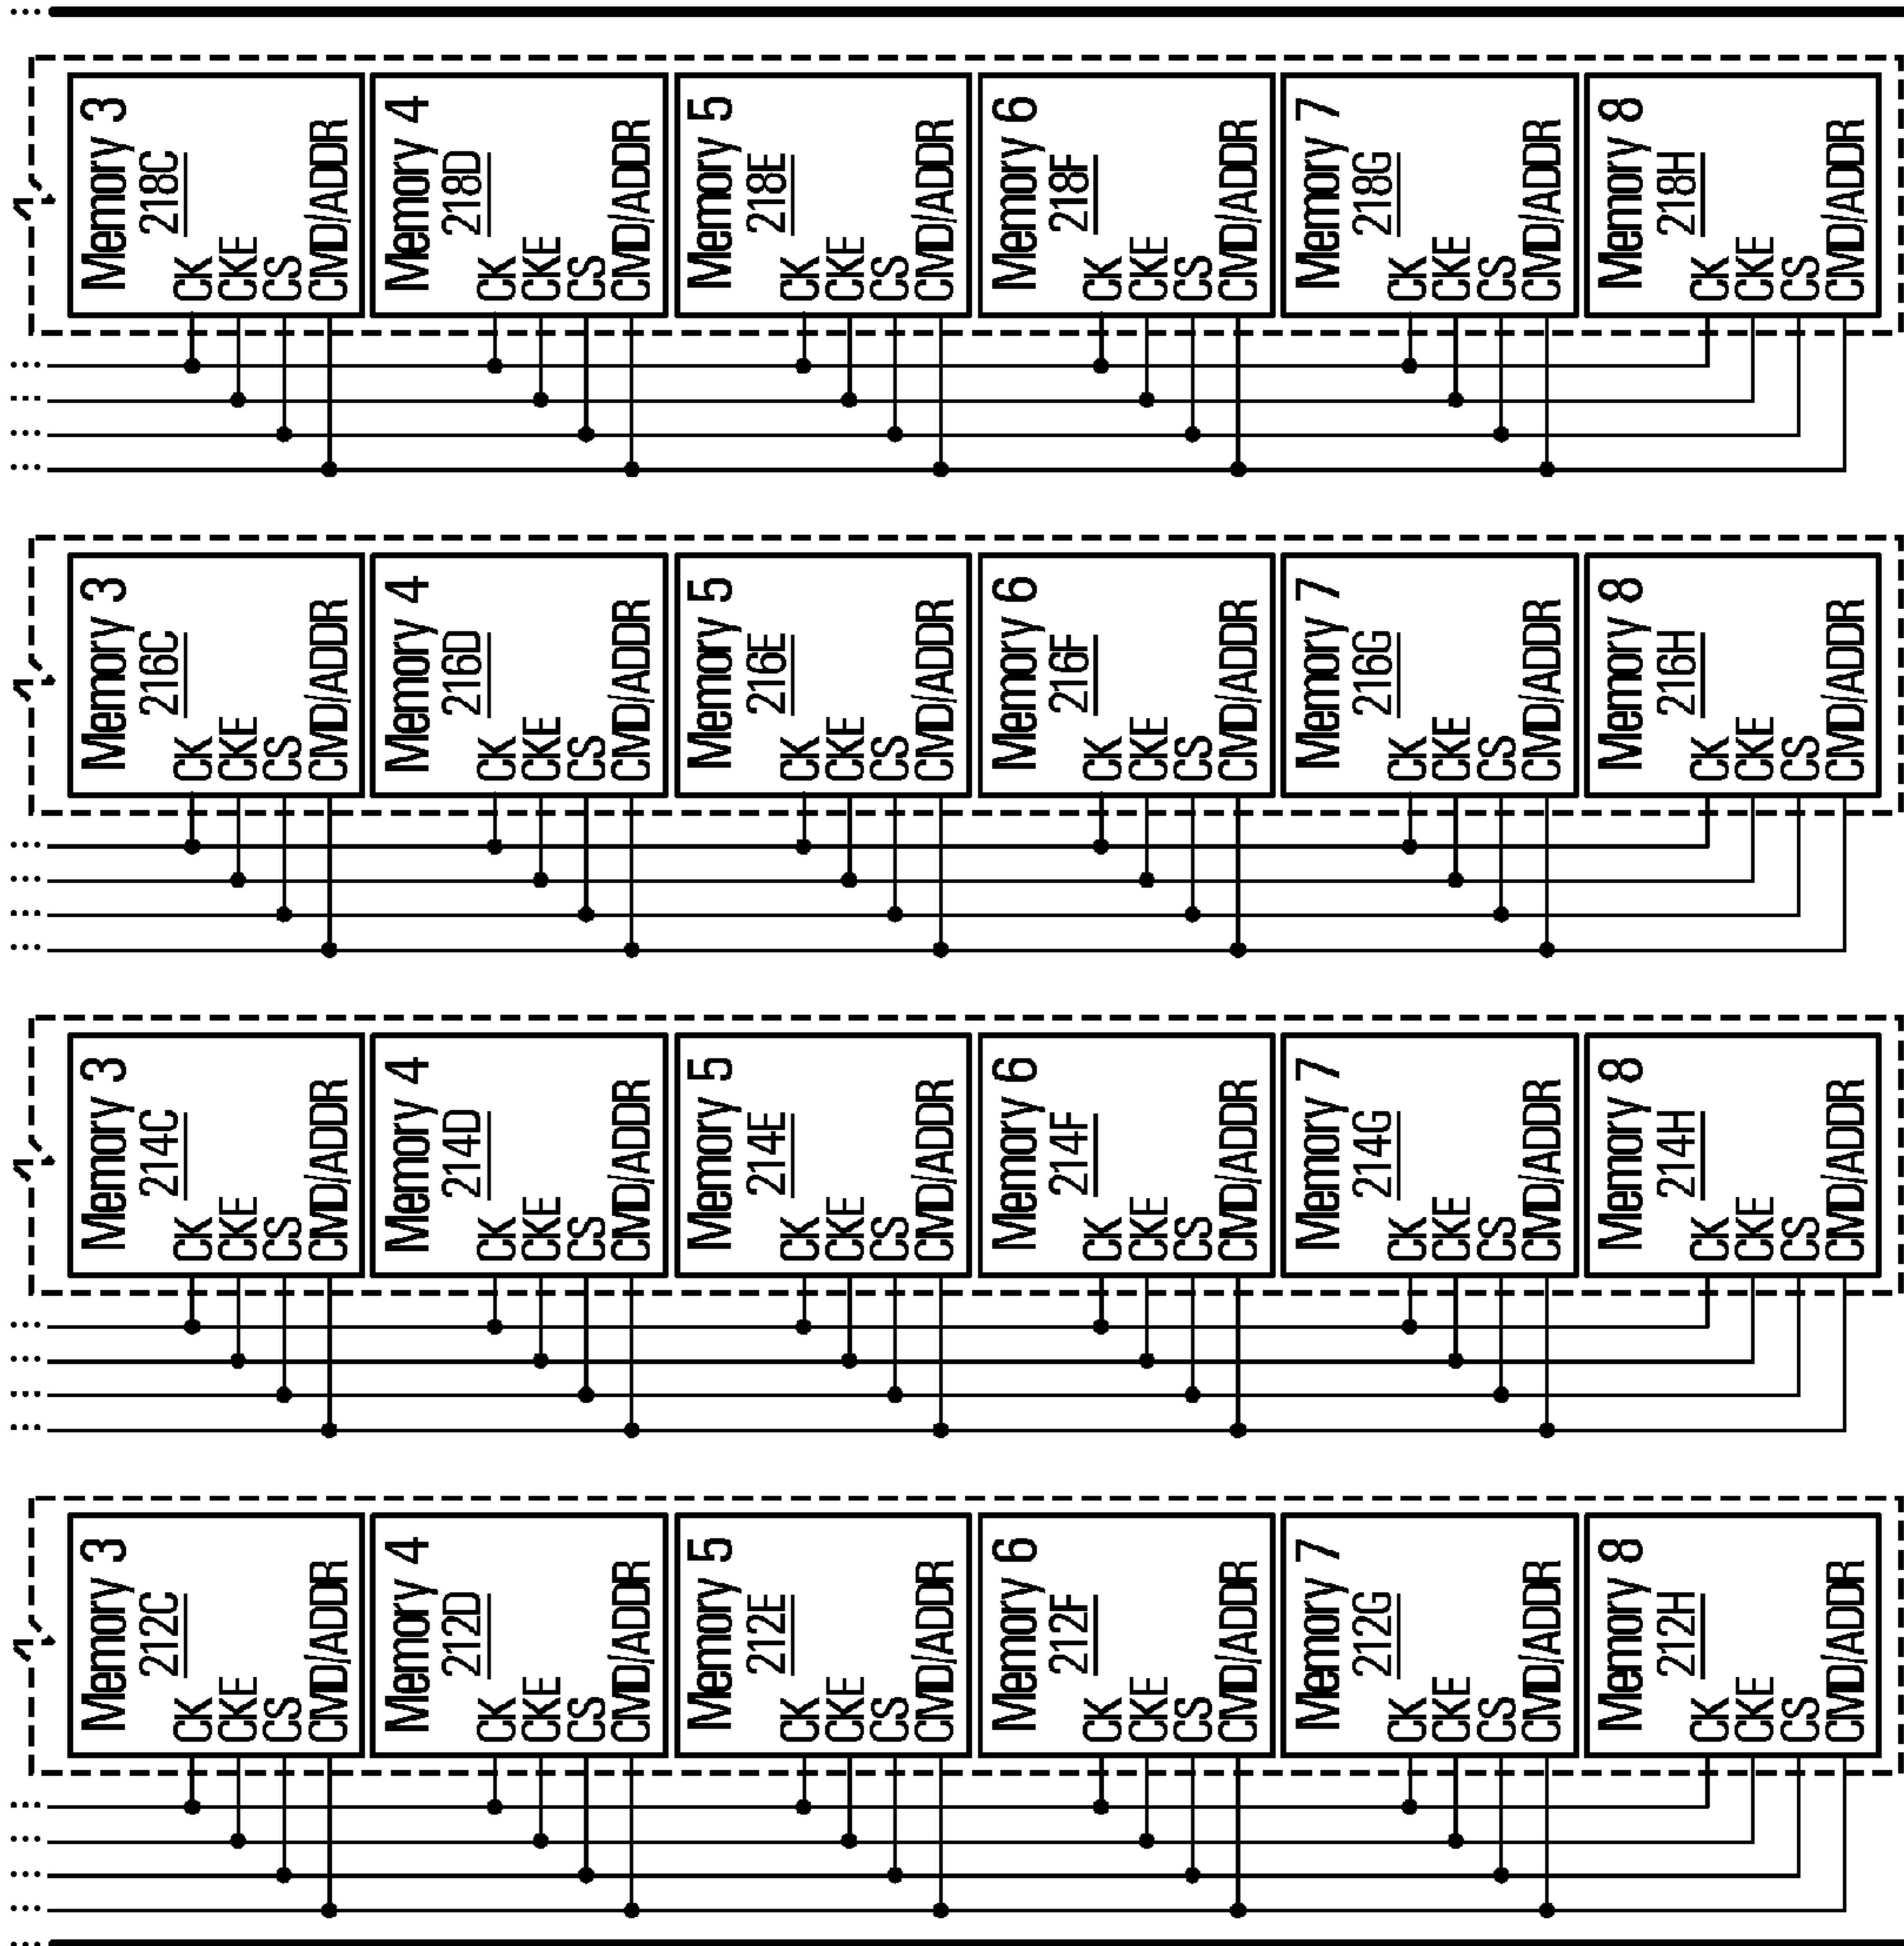 Memory 3
218C
CK
CKE
CS
CMD/ADDR
Memory 4
218D
CK
CKE
CS
CMD/ADDR
Memory 5
218E
CK
CKE
CS
CMD/ADDR
Memory 6
218F
CK
CKE
CS
CMD/ADDR
Memory 7
218G
CK
CKE
CS
CMD/ADDR
Memory 8
218H
CK
CKE
CS
CMD/ADDR
Memory 3
216C
CK
CKE
CS
CMD/ADDR
Memory 4
216D
CK
CKE
CS
CMD/ADDR
Memory 5
216E
CK
CKE
CS
CMD/ADDR
Memory 6
216F
CK
CKE
CS
CMD/ADDR
Memory 7
216G
CK
CKE
CS
CMD/ADDR
Memory 8
216H
CK
CKE
CS
CMD/ADDR
Memory 3
214C
CK
CKE
CS
CMD/ADDR
Memory 4
214D
CK
CKE
CS
CMD/ADDR
Memory 5
214E
CK
CKE
CS
CMD/ADDR
Memory 6
214F
CK
CKE
CS
CMD/ADDR
Memory 7
214G
CK
CKE
CS
CMD/ADDR
Memory 8
214H
CK
CKE
CS
CMD/ADDR
Memory 3
212C
CK
CKE
CS
CMD/ADDR
Memory 4
212D
CK
CKE
CS
CMD/ADDR
Memory 5
212E
CK
CKE
CS
CMD/ADDR
Memory 6
212F
CK
CKE
CS
CMD/ADDR
Memory 7
212G
CK
CKE
CS
CMD/ADDR
Memory 8
212H
CK
CKE
CS
CMD/ADDR